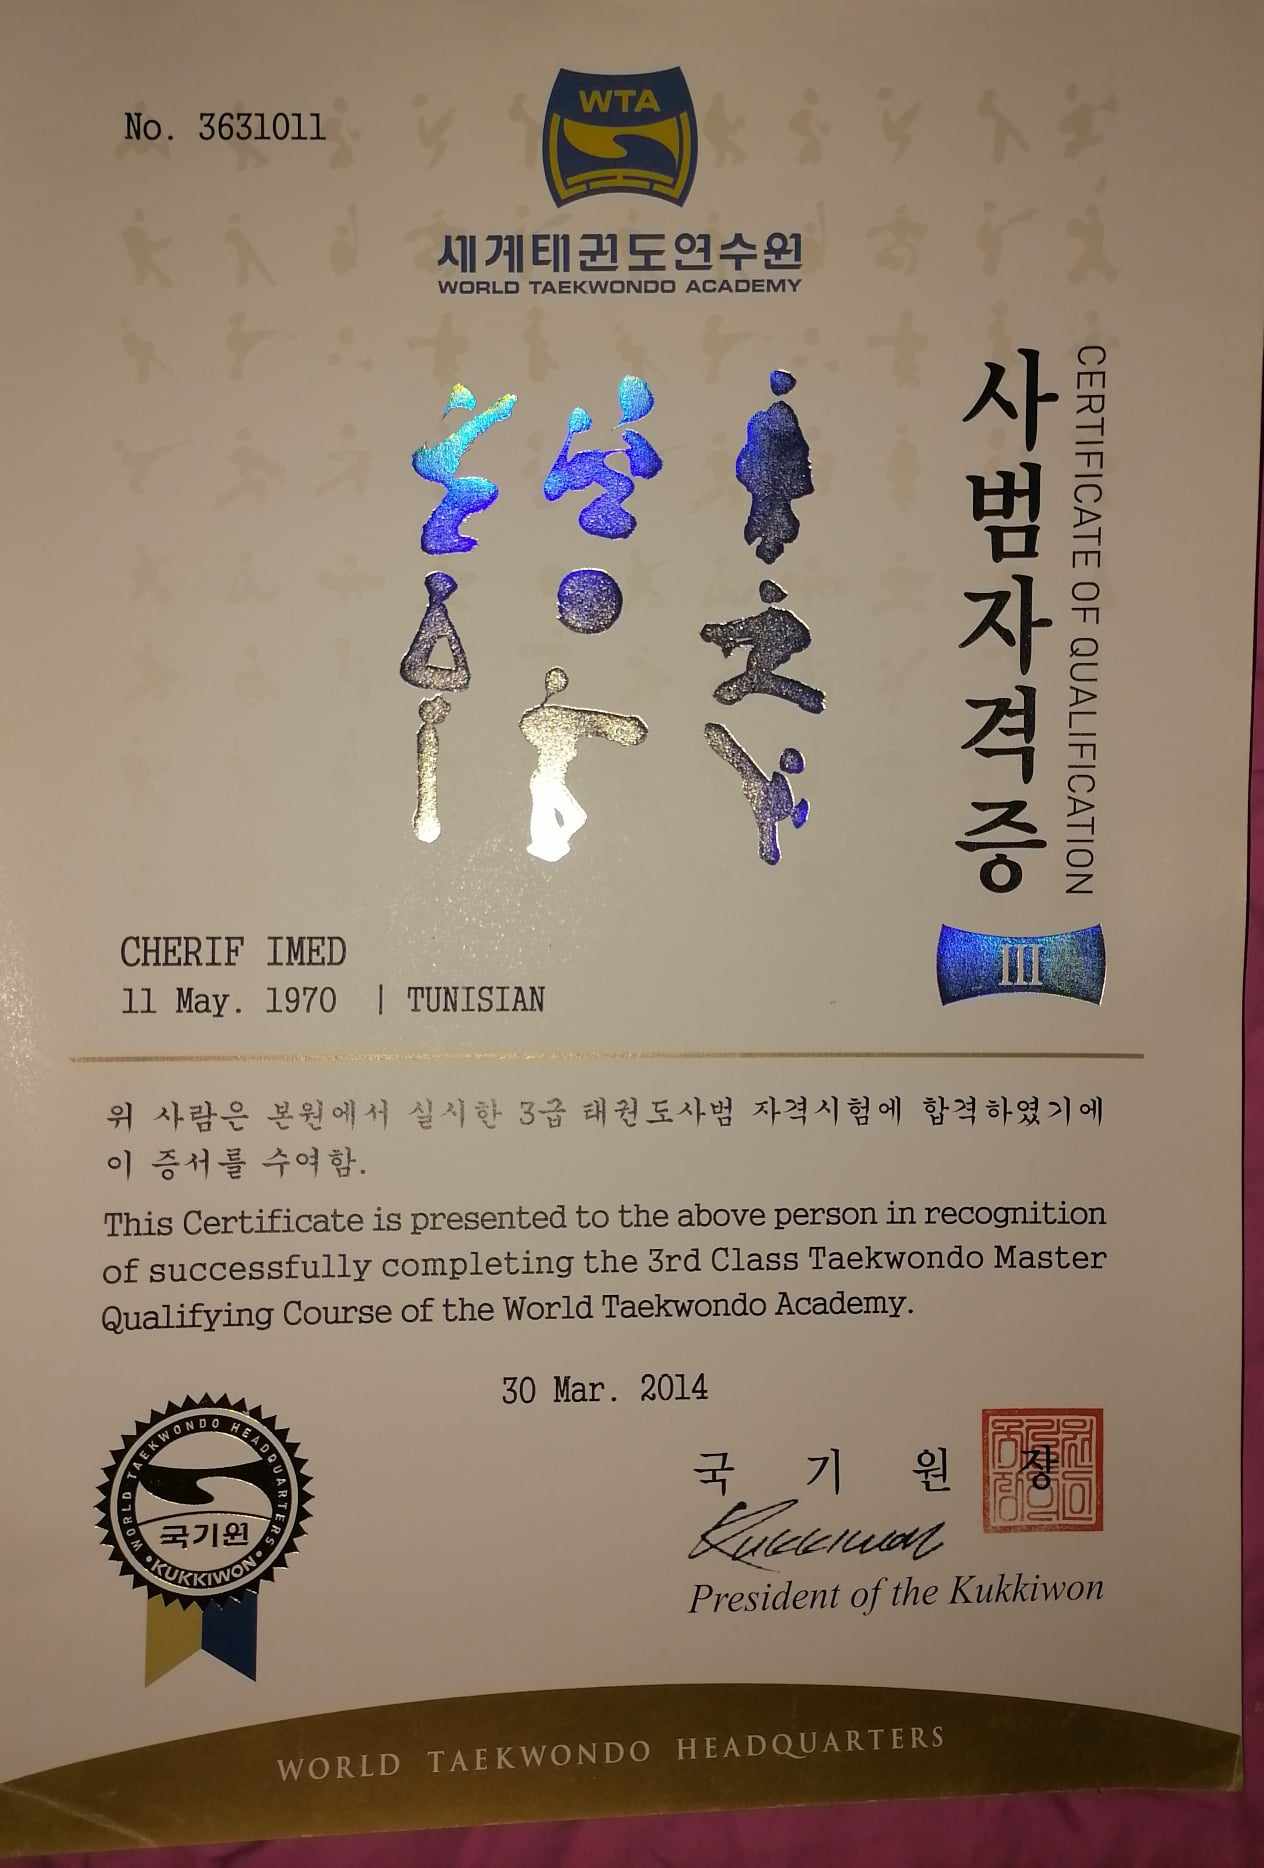 No. 3631011
WTA
세계태권도연수원
WORLD TAEKWONDO ACADEMY
사범자격증
CERTIFICATE OF QUALIFICATION
III
CHERIF IMED
11 May. 1970 | TUNISIAN
위 사람은 본원에서 실시한 3급 태권도사범 자격시험에 합격하였기에
이 증서를 수여함.
This Certificate is presented to the above person in recognition
of successfully completing the 3rd Class Taekwondo Master
Qualifying Course of the World Taekwondo Academy.
30 Mar. 2014
WORLD TAEKWONDO HEADQUARTERS
국기원
KUKKIWON
국 기 원 장
Kukkiwon
President of the Kukkiwon
WORLD TAEKWONDO HEADQUARTERS